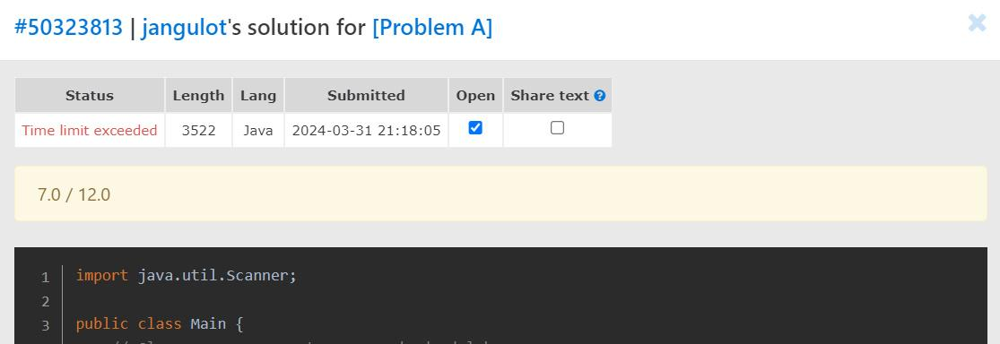 #50323813 | jangulot's solution for [Problem A]
Status Length Lang Submitted Open Share text
Time limit exceeded 3522 Java 2024-03-31 21:18:05
7.0 / 12.0
1 import java.util.Scanner;
2
3 public class Main {